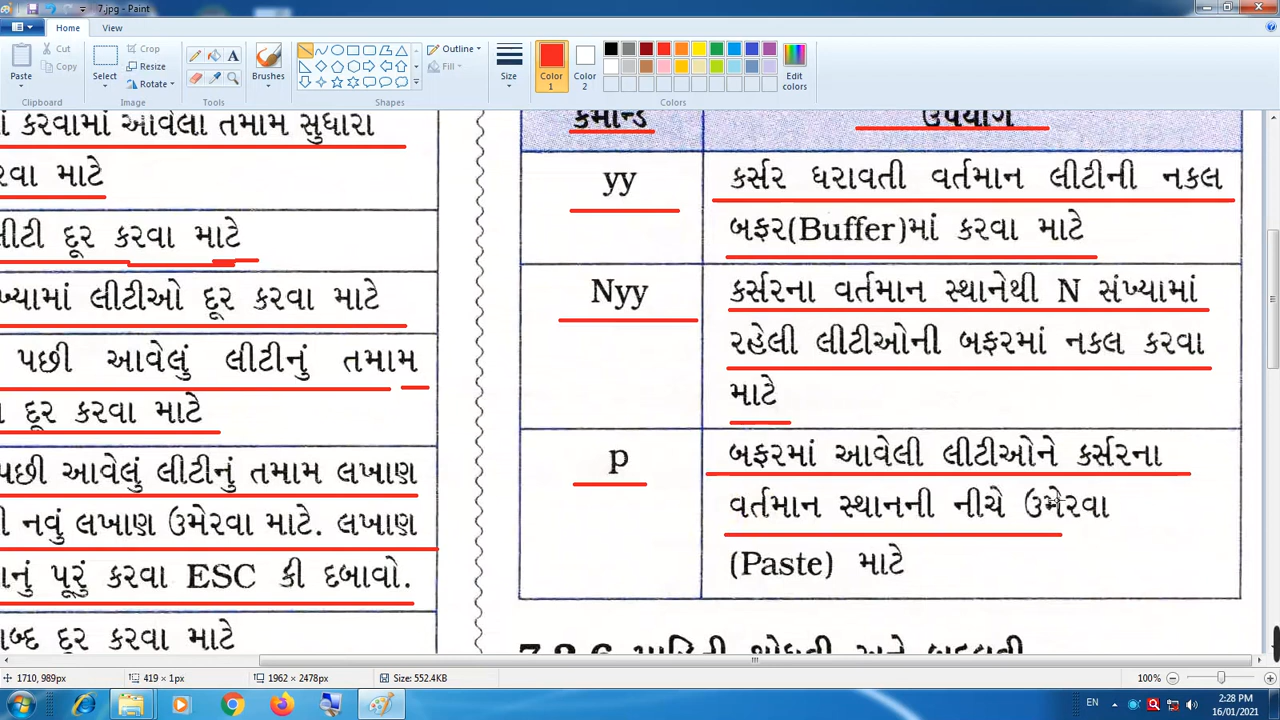 7.jpg - Paint
Home View
Paste
Cut
Copy
Clipboard
Select
Crop
Resize
Rotate
Image
Tools
Brushes
Shapes
Outline
Fill
Size
Color 1
Color 2
Colors
Edit colors
કરવામાં આવેલા તમામ સુધારા
માટે
લીટી દૂર કરવા માટે
લીટીઓ દૂર કરવા માટે
પછી આવેલું લીટીનું તમામ
દૂર કરવા માટે
પછી આવેલું લીટીનું તમામ લખાણ
નવું લખાણ ઉમેરવા માટે. લખાણ
પૂરું કરવા ESC કી દબાવો.
દૂર કરવા માટે
કમાન્ડ ઉપયોગ
yy કર્સર ધરાવતી વર્તમાન લીટીની નકલ
બફર(Buffer)માં કરવા માટે
Nyy કર્સરના વર્તમાન સ્થાનેથી N સંખ્યામાં
રહેલી લીટીઓની બફરમાં નકલ કરવા
માટે
p બફરમાં આવેલી લીટીઓને કર્સરના
વર્તમાન સ્થાનની નીચે ઉમેરવા
(Paste) માટે
1710, 989px 419 × 1px 1962 × 2478px Size: 552.4KB 100%
EN 2:28 PM
16/01/2021